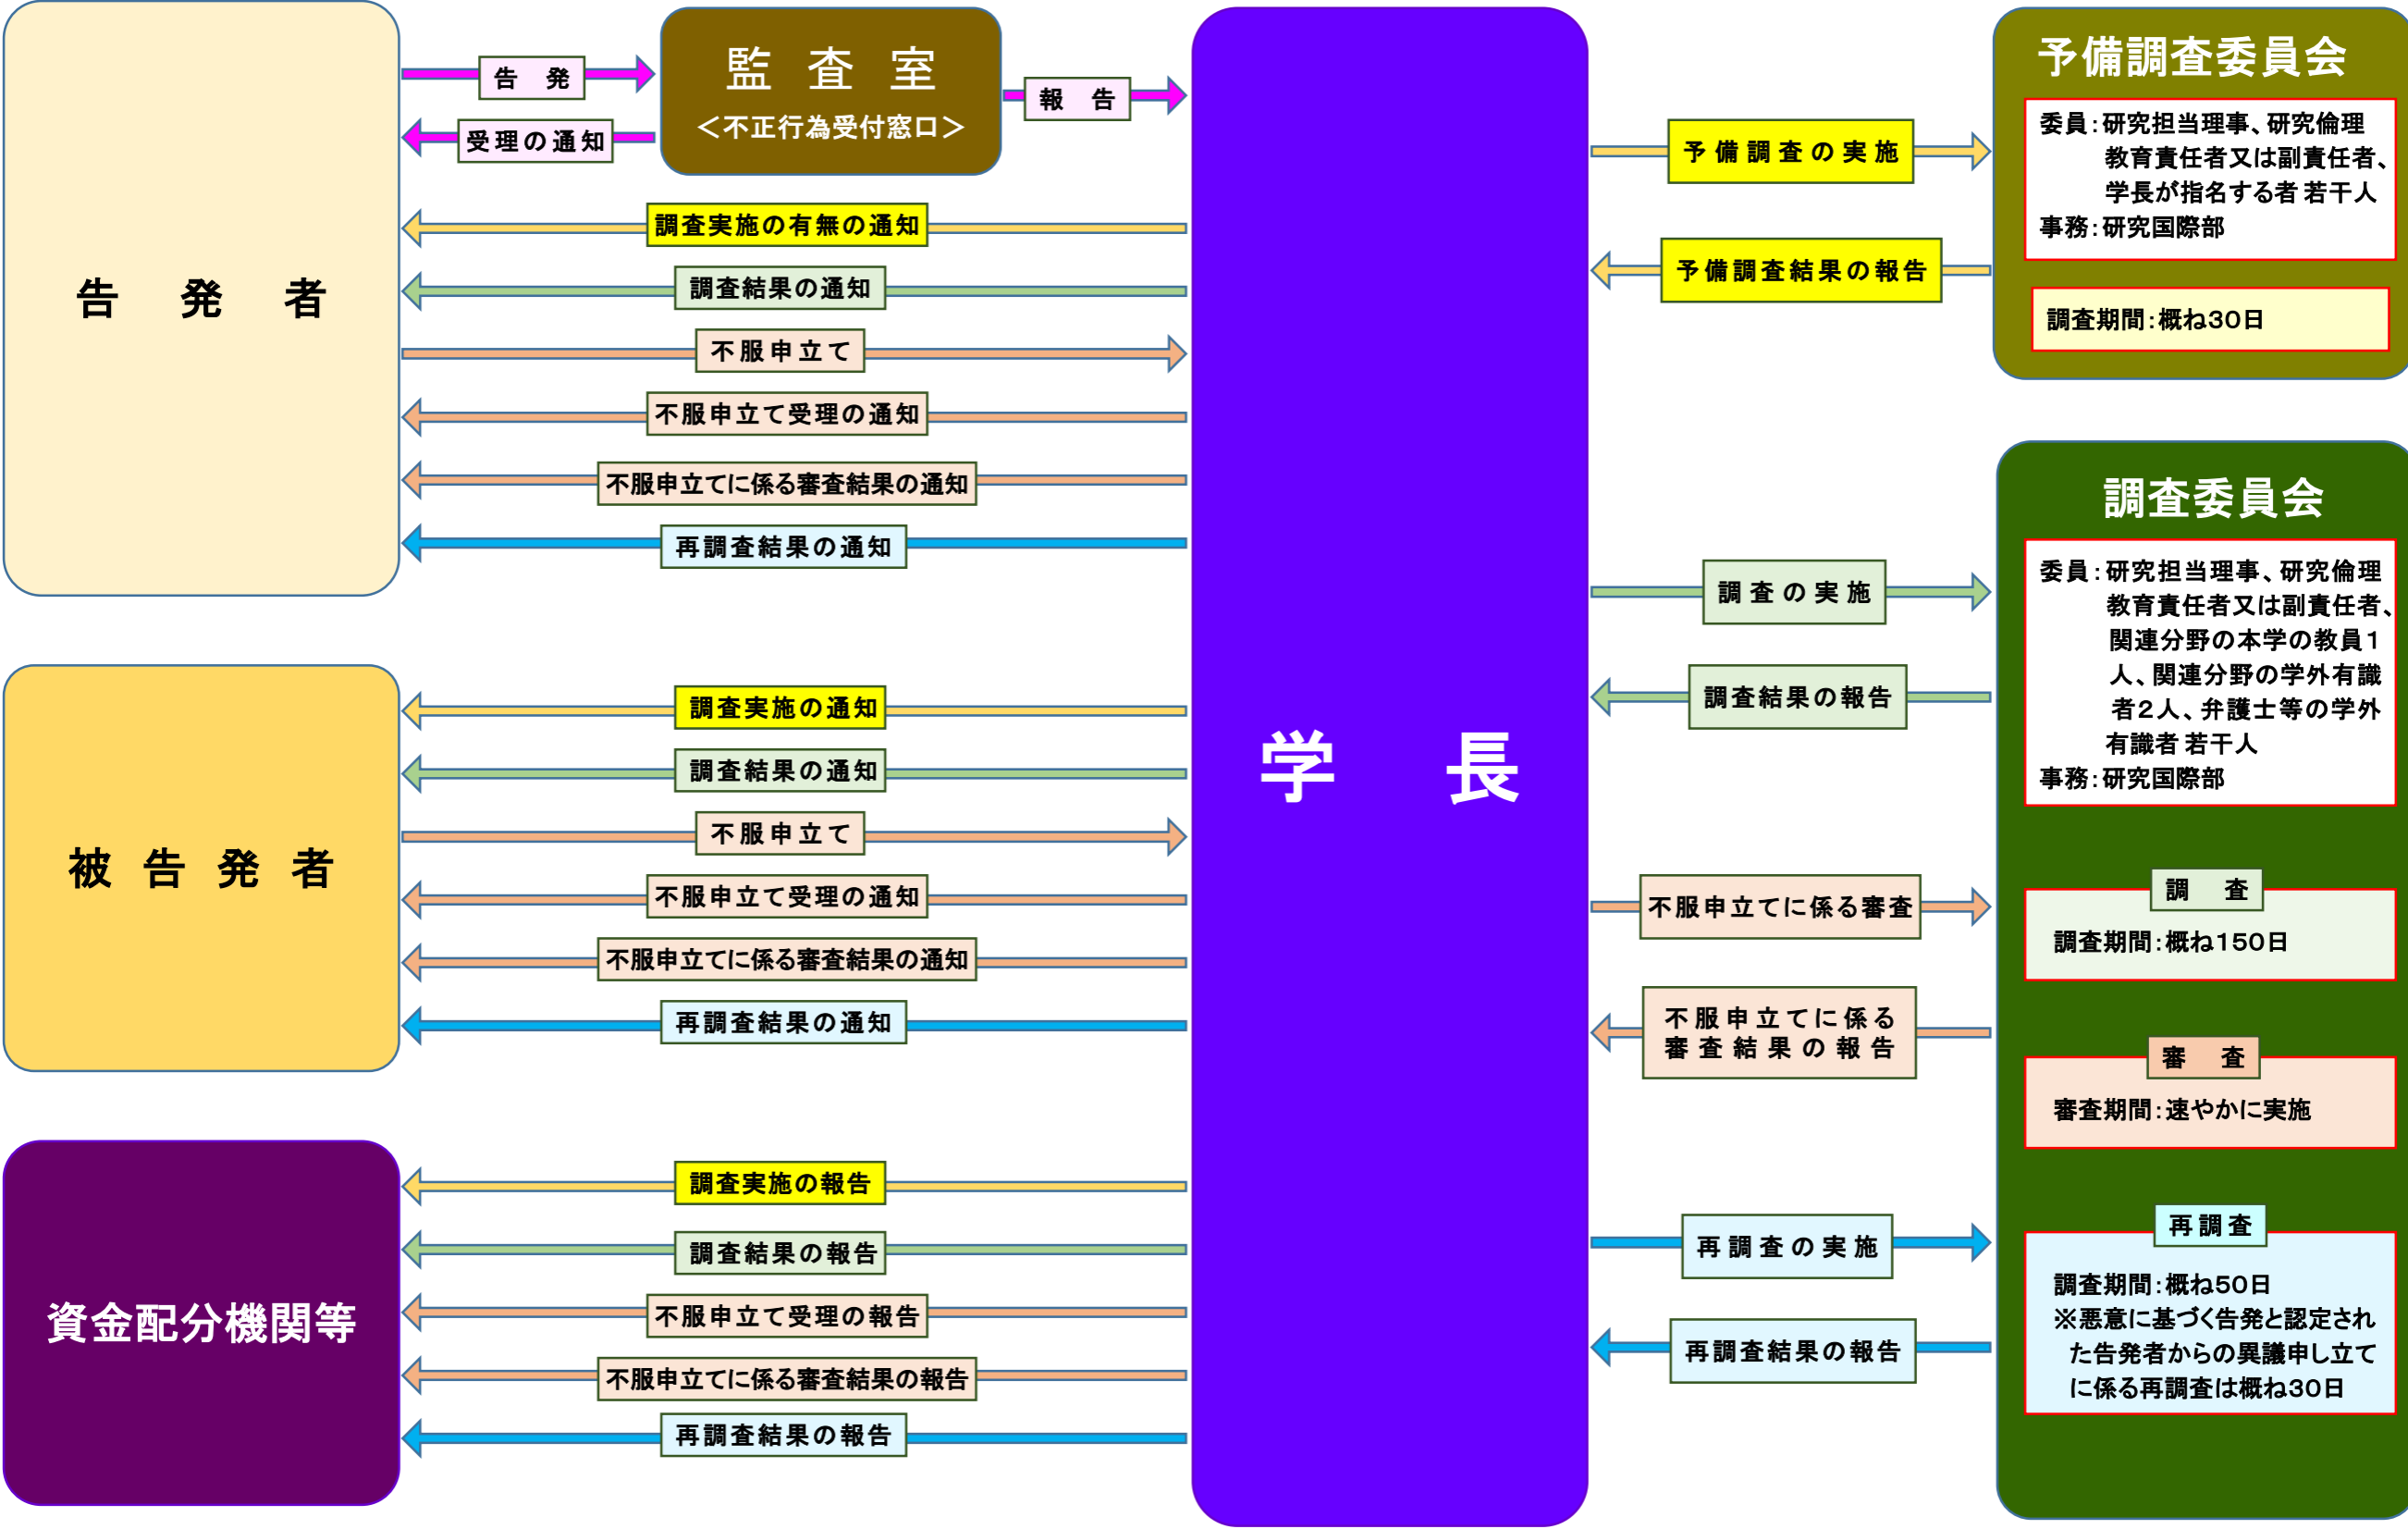 告　発　者
告　発
受理の通知
監　査　室
＜不正行為受付窓口＞
報　告
調査実施の有無の通知
調査結果の通知
不服申立て
不服申立て受理の通知
不服申立てに係る審査結果の通知
再調査結果の通知
被告発者
調査実施の通知
調査結果の通知
不服申立て
不服申立て受理の通知
不服申立てに係る審査結果の通知
再調査結果の通知
資金配分機関等
調査実施の報告
調査結果の報告
不服申立て受理の報告
不服申立てに係る審査結果の報告
再調査結果の報告
学　長
予備調査の実施
予備調査結果の報告
調査の実施
調査結果の報告
不服申立てに係る審査
不服申立てに係る
審査結果の報告
再調査の実施
再調査結果の報告
予備調査委員会
委員：研究担当理事、研究倫理
教育責任者又は副責任者、
学長が指名する者 若干人
事務：研究国際部
調査期間：概ね３０日
調査委員会
委員：研究担当理事、研究倫理
教育責任者又は副責任者、
関連分野の本学の教員１
人、関連分野の学外有識
者２人、弁護士等の学外
有識者 若干人
事務：研究国際部
調　査
調査期間：概ね１５０日
審　査
審査期間：速やかに実施
再調査
調査期間：概ね５０日
※悪意に基づく告発と認定され
た告発者からの異議申し立て
に係る再調査は概ね３０日